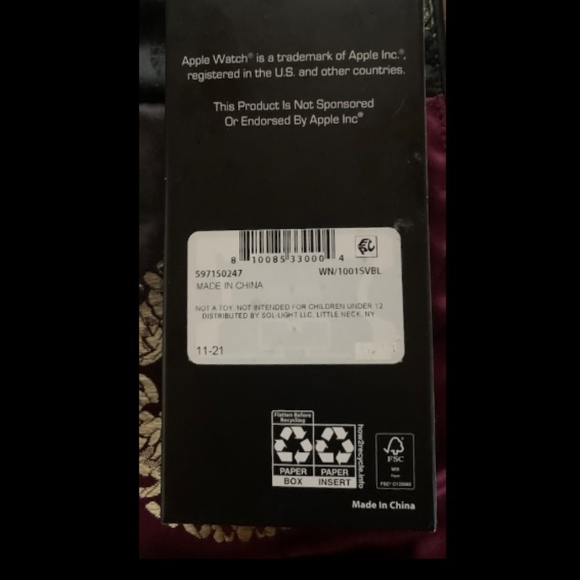 Apple Watch® is a trademark of Apple Inc.®,
registered in the U.S. and other countries.
This Product Is Not Sponsored
Or Endorsed By Apple Inc®
8 10085 33000 4
597150247 WN/1001SVBL
MADE IN CHINA
NOT A TOY. NOT INTENDED FOR CHILDREN UNDER 12
DISTRIBUTED BY SOL-LIGHT LLC. LITTLE NECK, NY
11-21
Flatten Before
Recycling
PAPER PAPER
BOX INSERT
how2recycle.info
FSC
MIX
Made In China